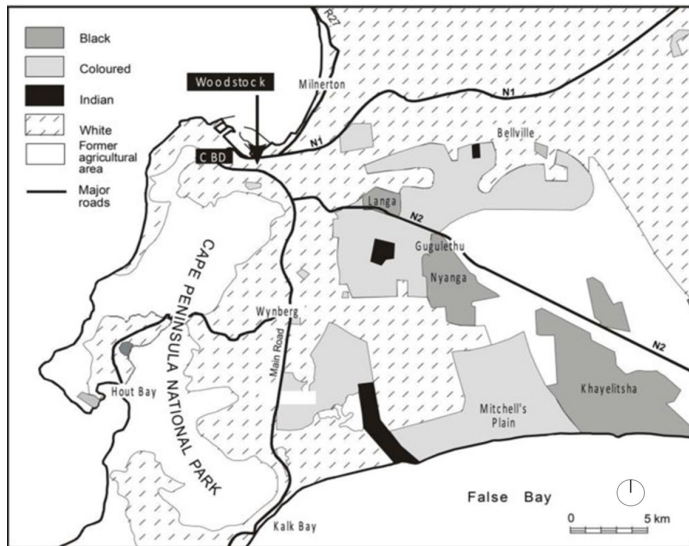 Black
Coloured
Indian
White
Former
agricultural
area
Major
roads
R27
Woodstock
Milnerton
N1
N1
CBD
Bellville
Langa
N2
Gugulethu
Nyanga
CAPE PENINSULA NATIONAL PARK
Wynberg
Main Road
N2
Hout Bay
Khayelitsha
Mitchell's
Plain
False Bay
Kalk Bay
0
5 km